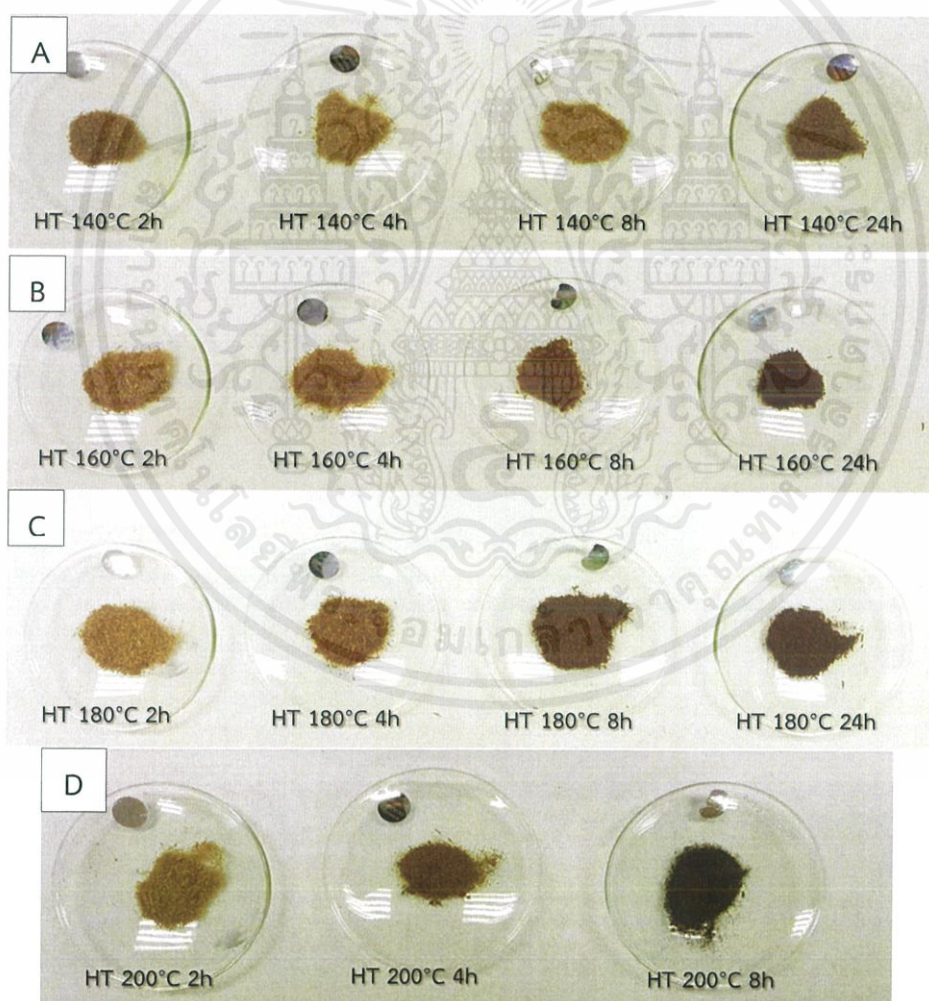 A
HT 140°C 2h
HT 140°C 4h
HT 140°C 8h
HT 140°C 24h
B
HT 160°C 2h
HT 160°C 4h
HT 160°C 8h
HT 160°C 24h
C
HT 180°C 2h
HT 180°C 4h
HT 180°C 8h
HT 180°C 24h
D
HT 200°C 2h
HT 200°C 4h
HT 200°C 8h